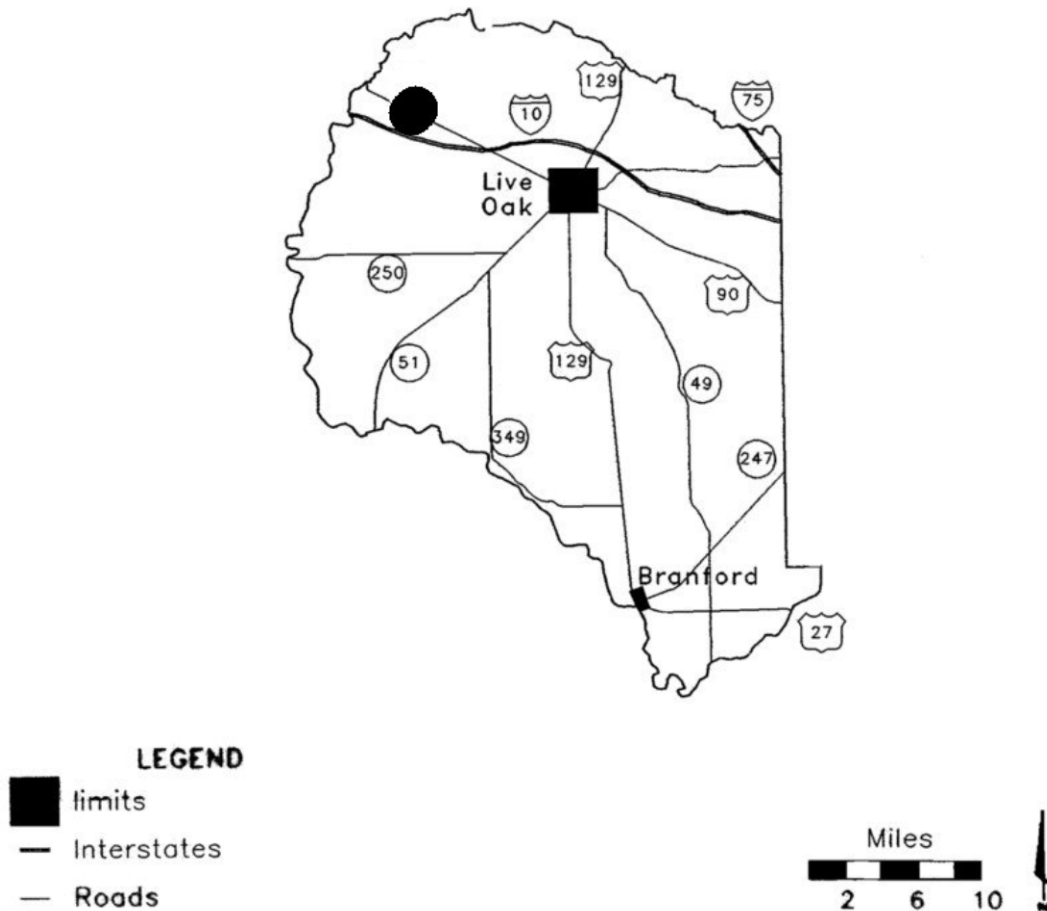 129
75
10
Live
Oak
250
90
51
129
49
349
247
Branford
27
LEGEND
limits
Interstates
Roads
Miles
2 6 10